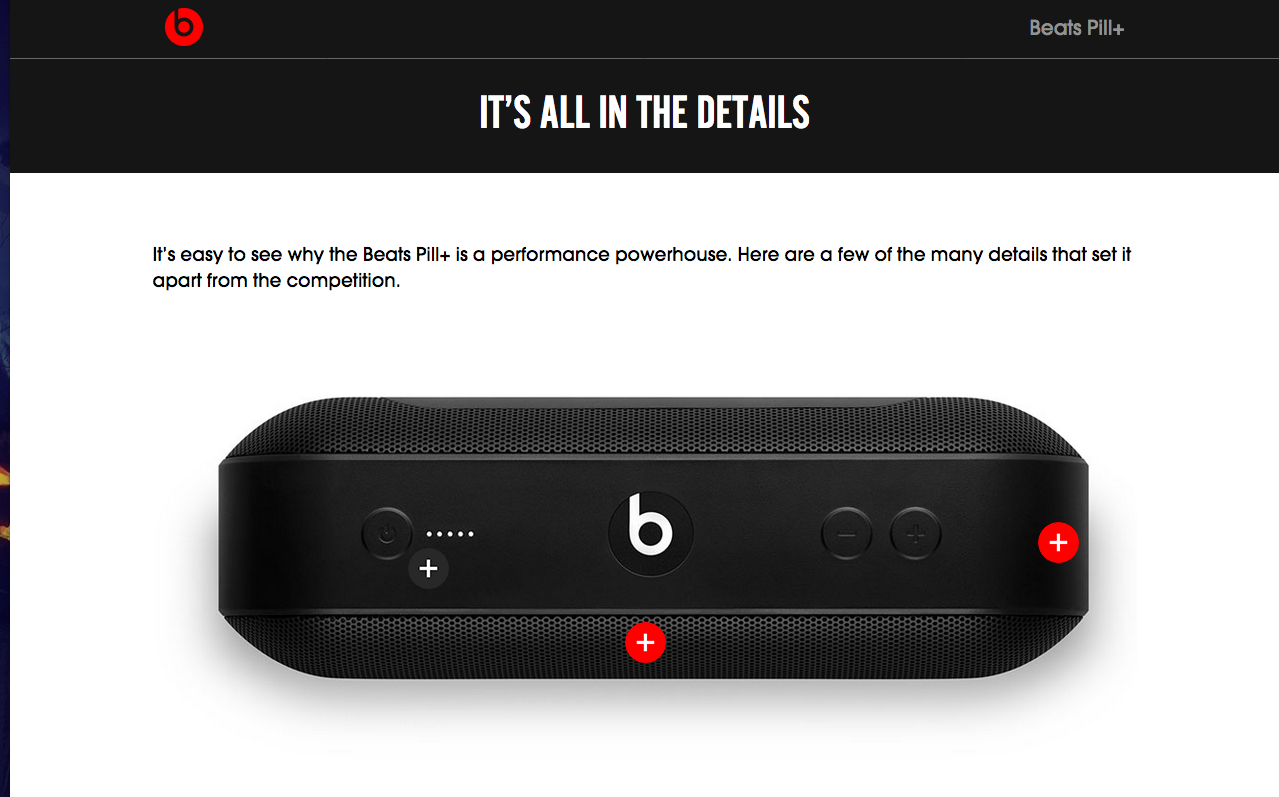 b
Beats Pill+
IT’S ALL IN THE DETAILS
It’s easy to see why the Beats Pill+ is a performance powerhouse. Here are a few of the many details that set it
apart from the competition.
b